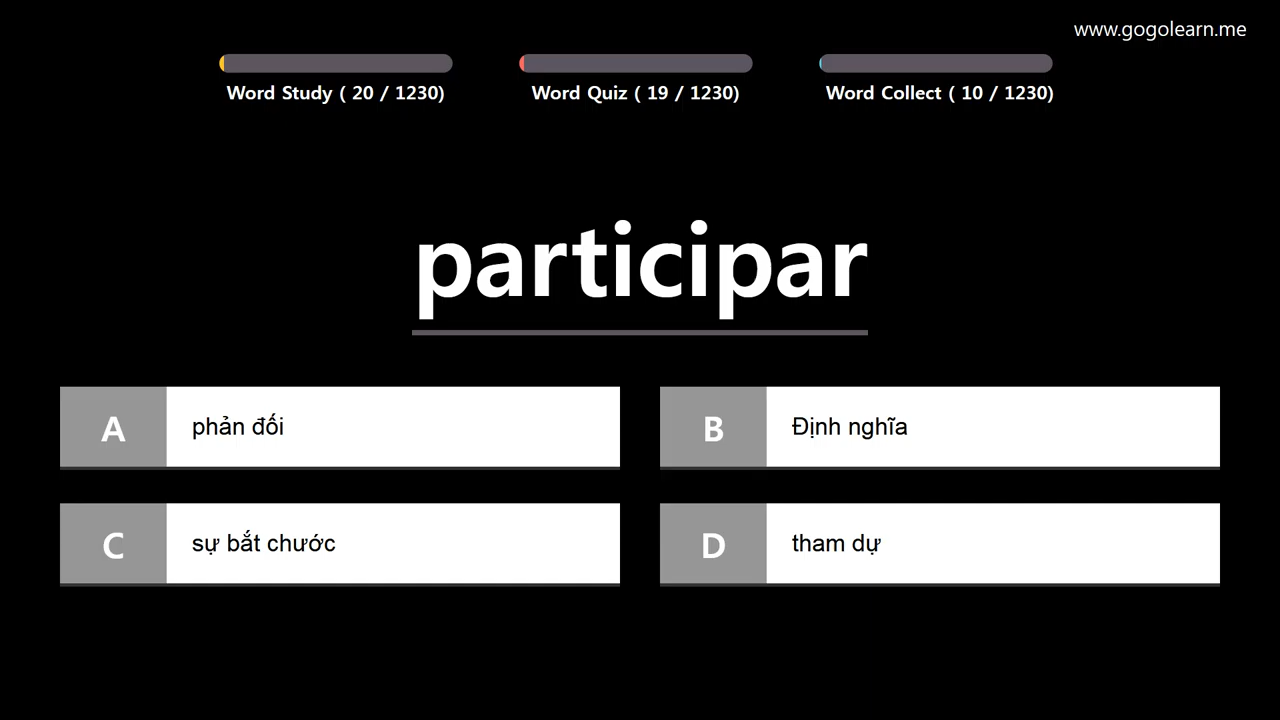 www.gogolearn.me
Word Study ( 20 / 1230)
Word Quiz ( 19 / 1230)
Word Collect ( 10 / 1230)
participar
A phản đối
B Định nghĩa
C sự bắt chước
D tham dự